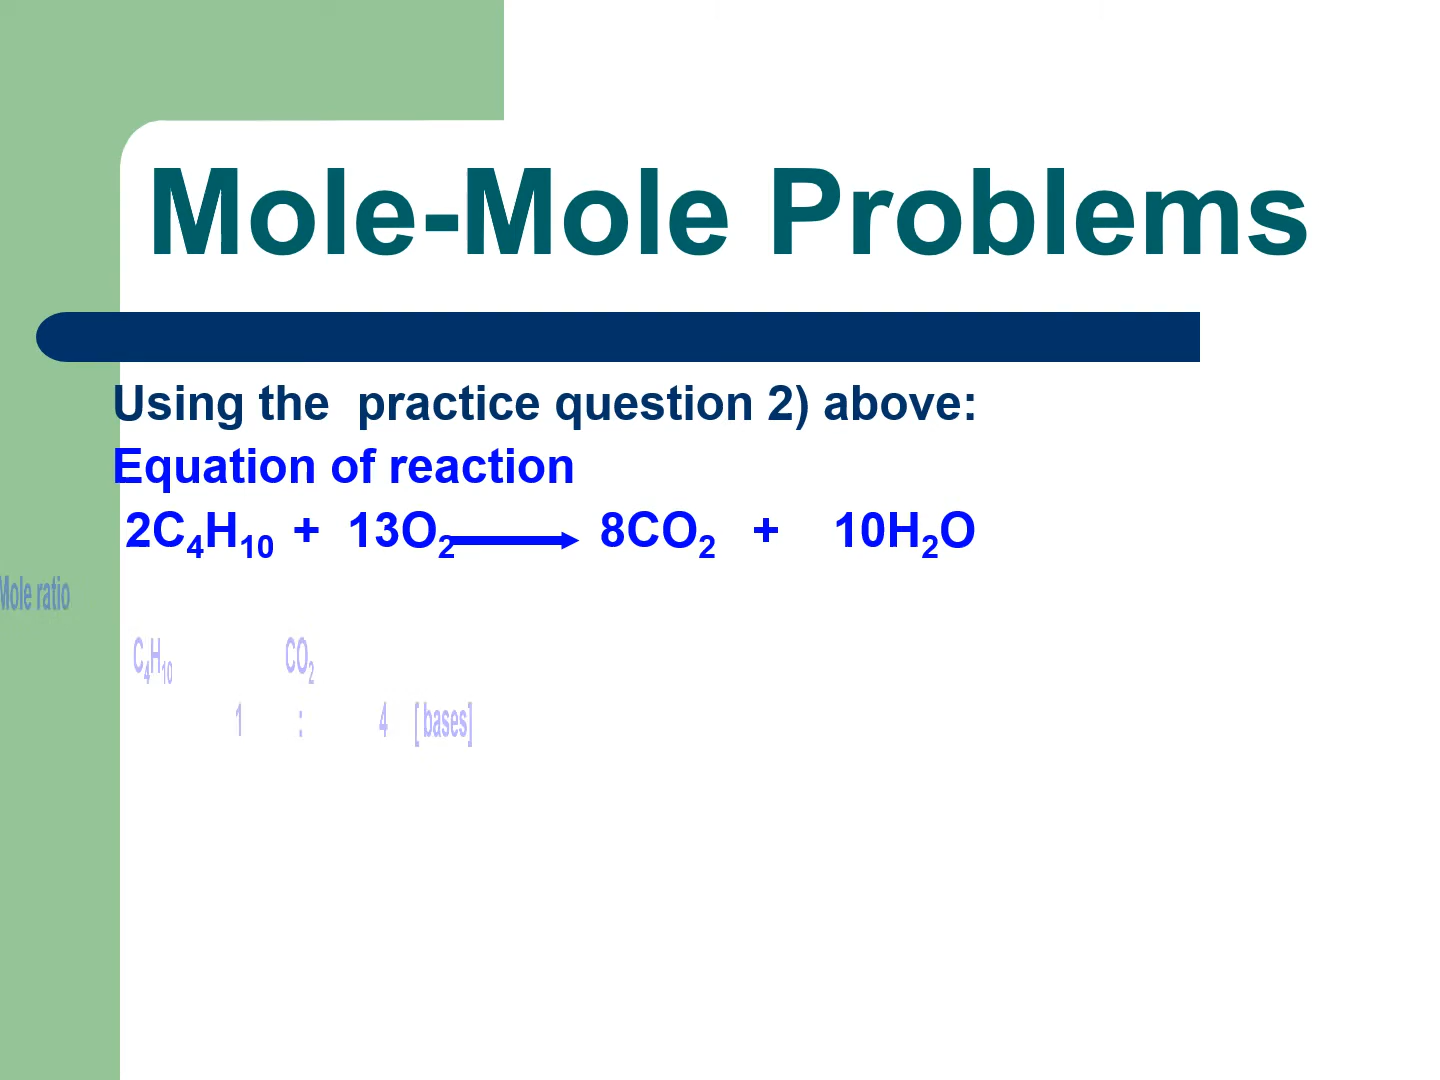 Mole-Mole Problems
Using the practice question 2) above:
Equation of reaction
2C₄H₁₀ + 13O₂ → 8CO₂ + 10H₂O
Mole ratio
C₄H₁₀ CO₂
1 : 4 [ bases]